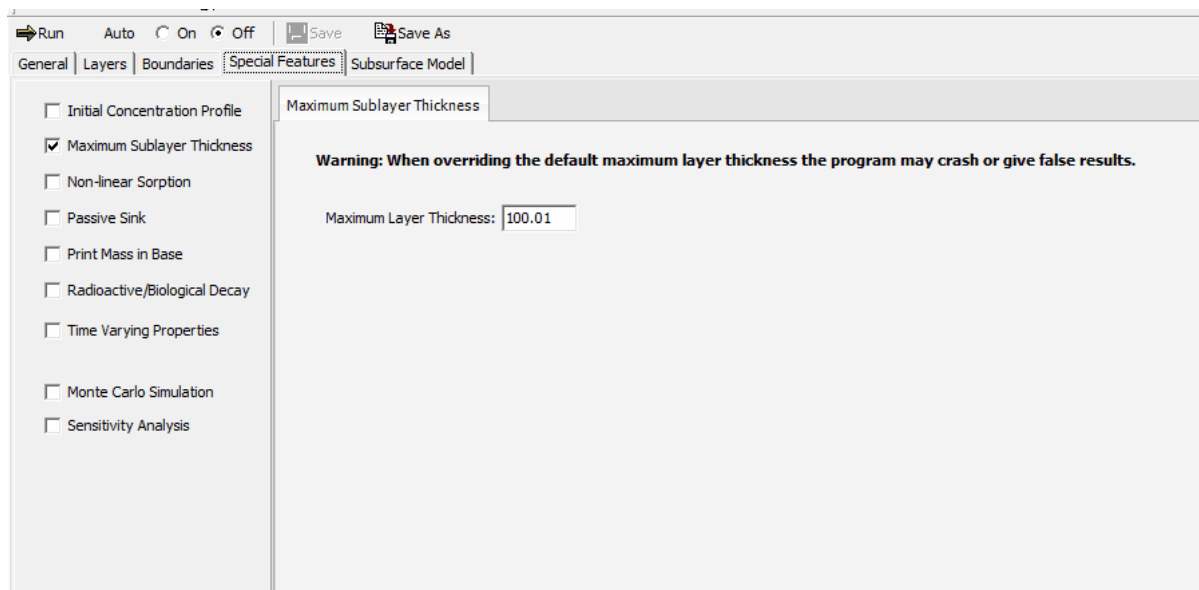 Run Auto On Off Save Save As
General Layers Boundaries Special Features Subsurface Model
Initial Concentration Profile
Maximum Sublayer Thickness
Non-linear Sorption
Passive Sink
Print Mass in Base
Radioactive/Biological Decay
Time Varying Properties
Monte Carlo Simulation
Sensitivity Analysis
Maximum Sublayer Thickness
Warning: When overriding the default maximum layer thickness the program may crash or give false results.
Maximum Layer Thickness: 100.01